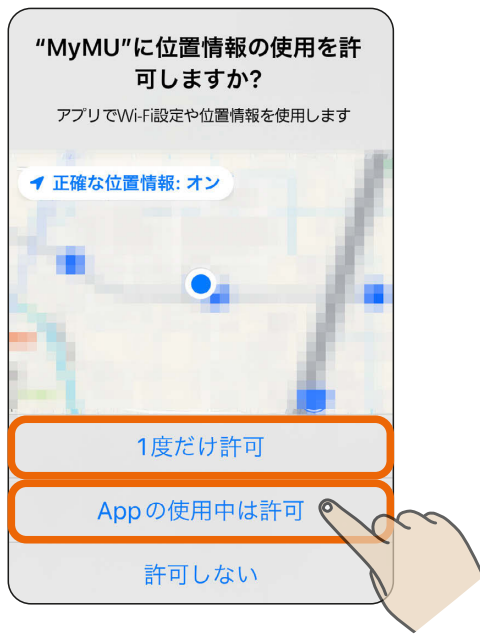 “MyMU”に位置情報の使用を許
可しますか?
アプリでWi-Fi設定や位置情報を使用します
正確な位置情報: オン
1度だけ許可
Appの使用中は許可
許可しない